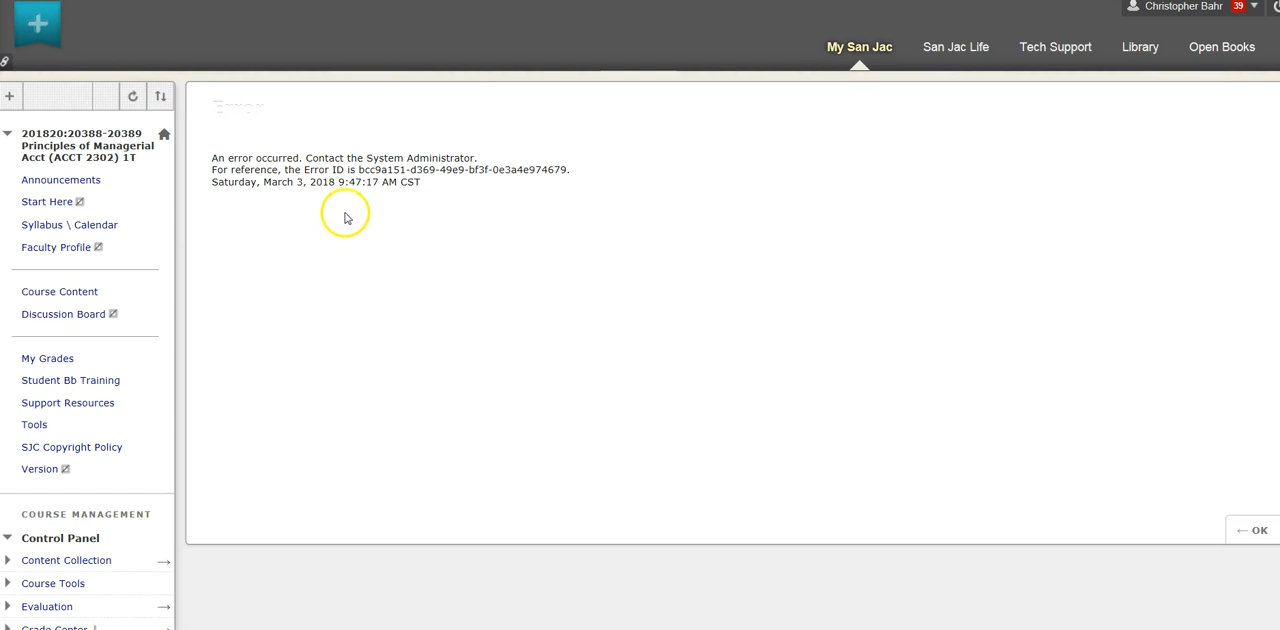 Christopher Bahr 39
My San Jac
San Jac Life
Tech Support
Library
Open Books
201820:20388-20389
Principles of Managerial
Acct (ACCT 2302) 1T
Announcements
Start Here
Syllabus \ Calendar
Faculty Profile
Course Content
Discussion Board
My Grades
Student Bb Training
Support Resources
Tools
SJC Copyright Policy
Version
COURSE MANAGEMENT
Control Panel
Content Collection
Course Tools
Evaluation
Grade Center
Error
An error occurred. Contact the System Administrator.
For reference, the Error ID is bcc9a151-d369-49e9-bf3f-0e3a4e974679.
Saturday, March 3, 2018 9:47:17 AM CST
← OK